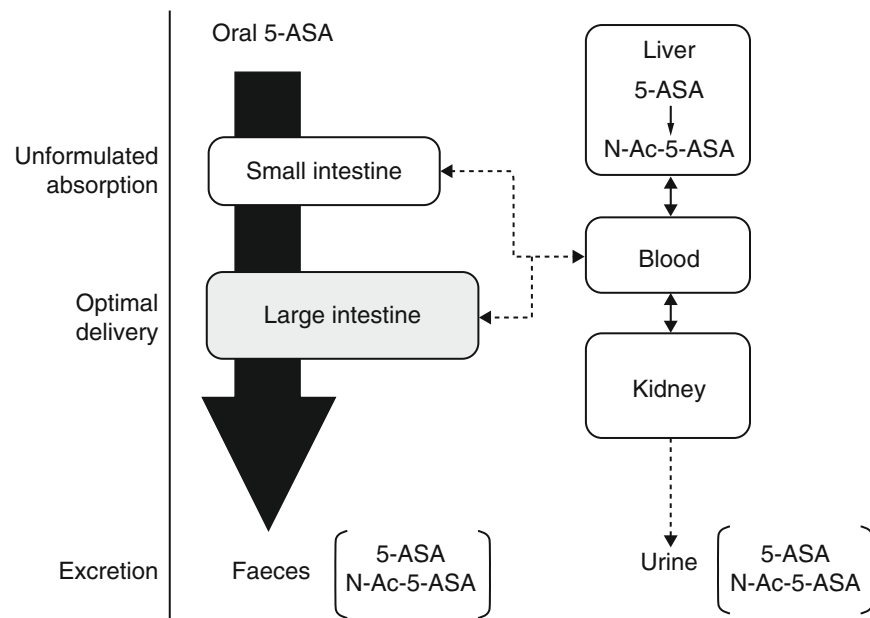 Oral 5-ASA
Liver
5-ASA
N-Ac-5-ASA
Unformulated
absorption
Small intestine
Blood
Optimal
delivery
Large intestine
Kidney
Excretion
Faeces
5-ASA
N-Ac-5-ASA
Urine
5-ASA
N-Ac-5-ASA